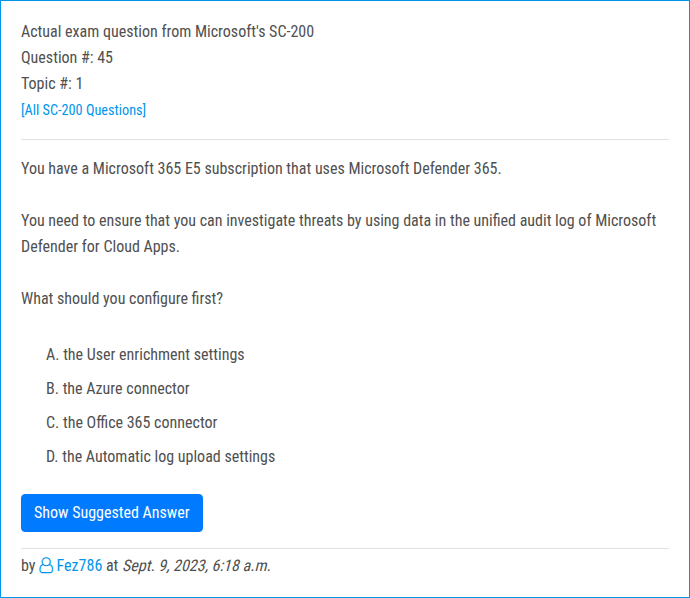 Actual exam question from Microsoft's SC-200
Question #: 45
Topic #: 1
[All SC-200 Questions]
You have a Microsoft 365 E5 subscription that uses Microsoft Defender 365.
You need to ensure that you can investigate threats by using data in the unified audit log of Microsoft
Defender for Cloud Apps.
What should you configure first?
A. the User enrichment settings
B. the Azure connector
C. the Office 365 connector
D. the Automatic log upload settings
Show Suggested Answer
by Fez786 at Sept. 9, 2023, 6:18 a.m.